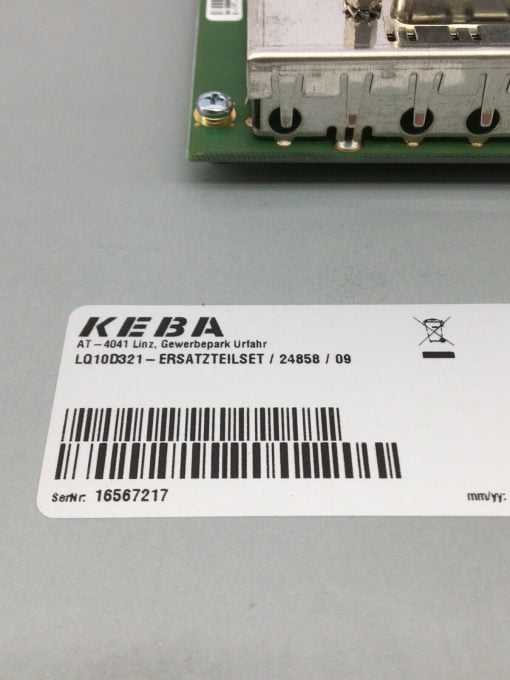 KEBA
AT – 4041 Linz, Gewerbepark Urfahr
LQ10D321 – ERSATZTEILSET / 24858 / 09
SerNr: 16567217
mm/yy: